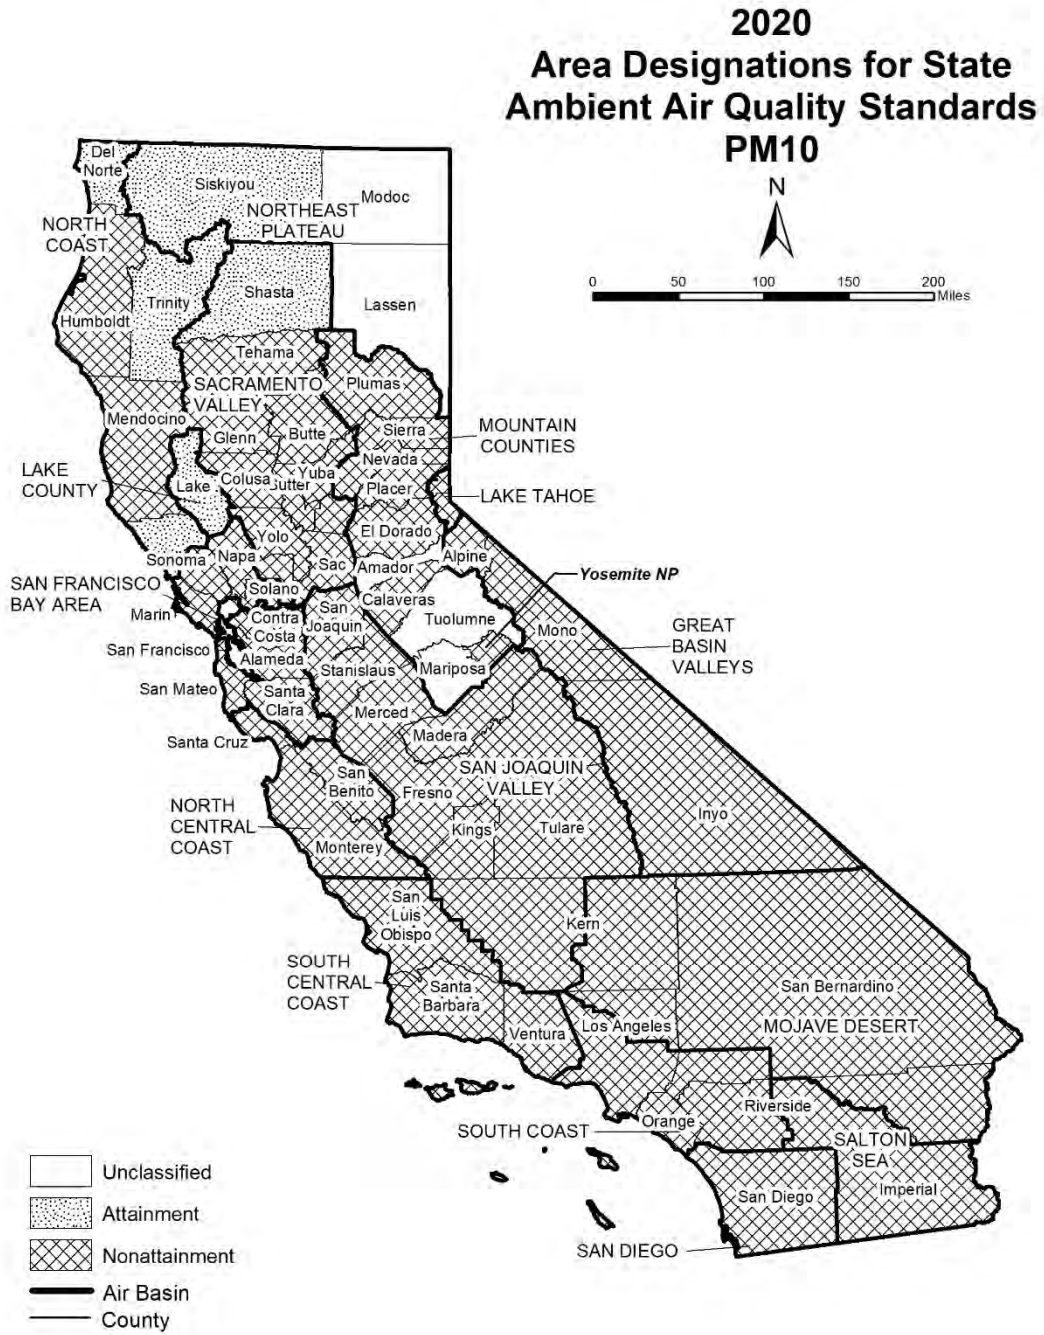 2020
Area Designations for State
Ambient Air Quality Standards
PM10
N
0 50 100 150 200
Miles
Del
Norte
Siskiyou
Modoc
NORTHEAST
PLATEAU
NORTH
COAST
Trinity
Shasta
Lassen
Humboldt
Tehama
SACRAMENTO
VALLEY
Plumas
Mendocino
Glenn
Butte
Sierra
MOUNTAIN
COUNTIES
Nevada
LAKE
COUNTY
Lake
Colusa
Sutter
Yuba
Placer
LAKE TAHOE
El Dorado
Yolo
Napa
Sonoma
Sac
Amador
Alpine
SAN FRANCISCO
BAY AREA
Solano
Calaveras
Yosemite NP
Marin
Contra
Costa
San
Joaquin
Tuolumne
Mono
GREAT
BASIN
VALLEYS
San Francisco
Alameda
Stanislaus
Mariposa
San Mateo
Santa
Clara
Merced
Santa Cruz
Madera
San
Benito
Fresno
SAN JOAQUIN
VALLEY
NORTH
CENTRAL
COAST
Monterey
Kings
Tulare
Inyo
San
Luis
Obispo
Kern
SOUTH
CENTRAL
COAST
Santa
Barbara
Ventura
Los Angeles
San Bernardino
MOJAVE DESERT
Riverside
Orange
SOUTH COAST
SALTON
SEA
San Diego
Imperial
SAN DIEGO
Unclassified
Attainment
Nonattainment
Air Basin
County